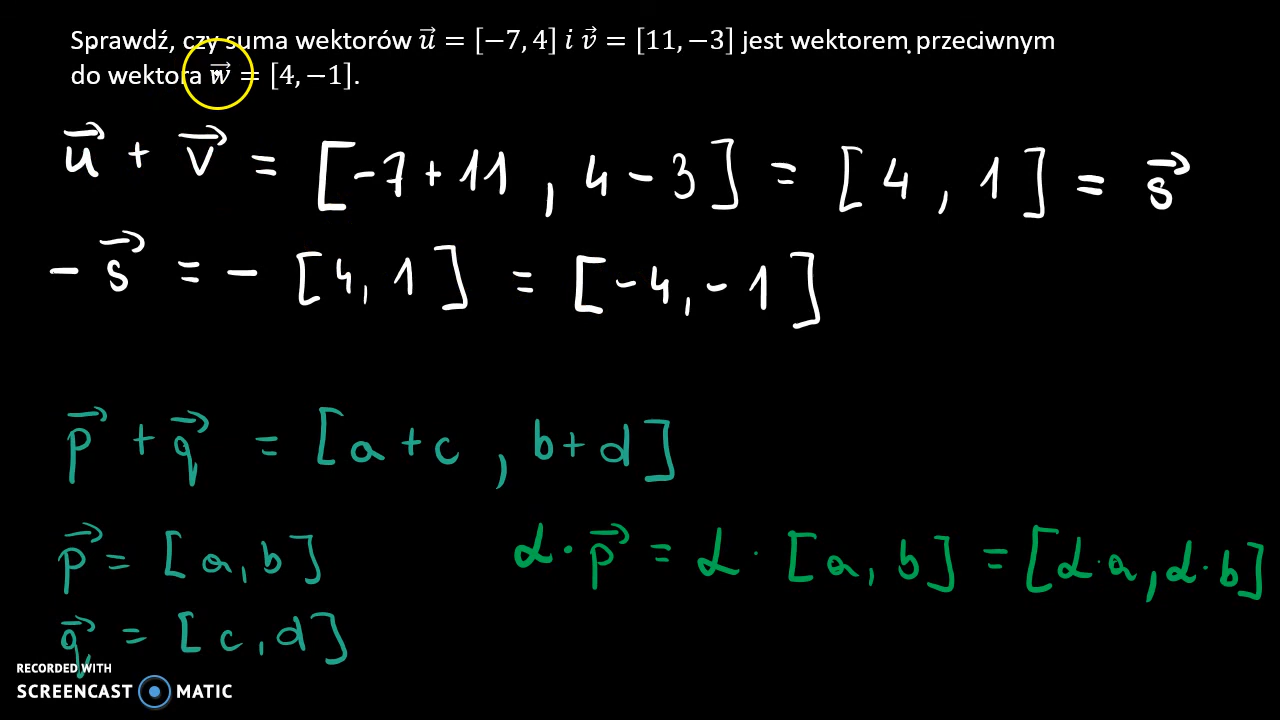 Sprawdź, czy suma wektorów u⃗ = [−7, 4] i v⃗ = [11, −3] jest wektorem przeciwnym
do wektora w⃗ = [4, −1].
u⃗ + v⃗ = [-7+11, 4-3] = [4, 1] = s⃗
- s⃗ = - [4, 1] = [-4, -1]
p⃗ + q⃗ = [a+c, b+d]
p⃗ = [a, b]
α · p⃗ = α · [a, b] = [α·a, α·b]
q⃗ = [c, d]
RECORDED WITH
SCREENCAST MATIC